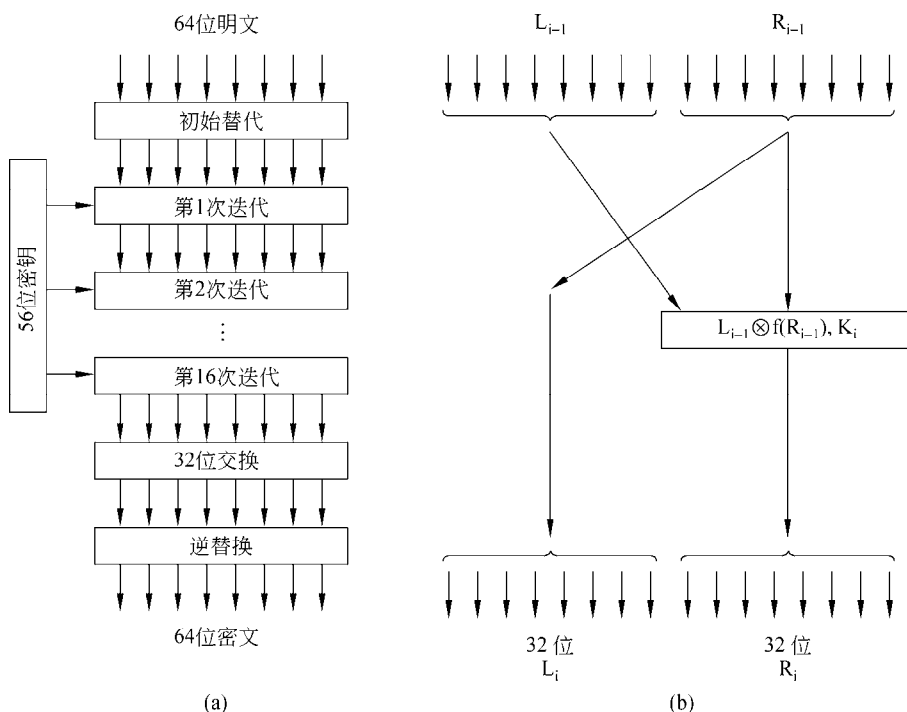 64位明文
初始替代
第1次迭代
56位密钥
第2次迭代
⋮
第16次迭代
32位交换
逆替换
64位密文
(a)
L_{i−1}
R_{i−1}
L_{i−1}⊗f(R_{i−1}), K_i
32 位
L_i
32 位
R_i
(b)